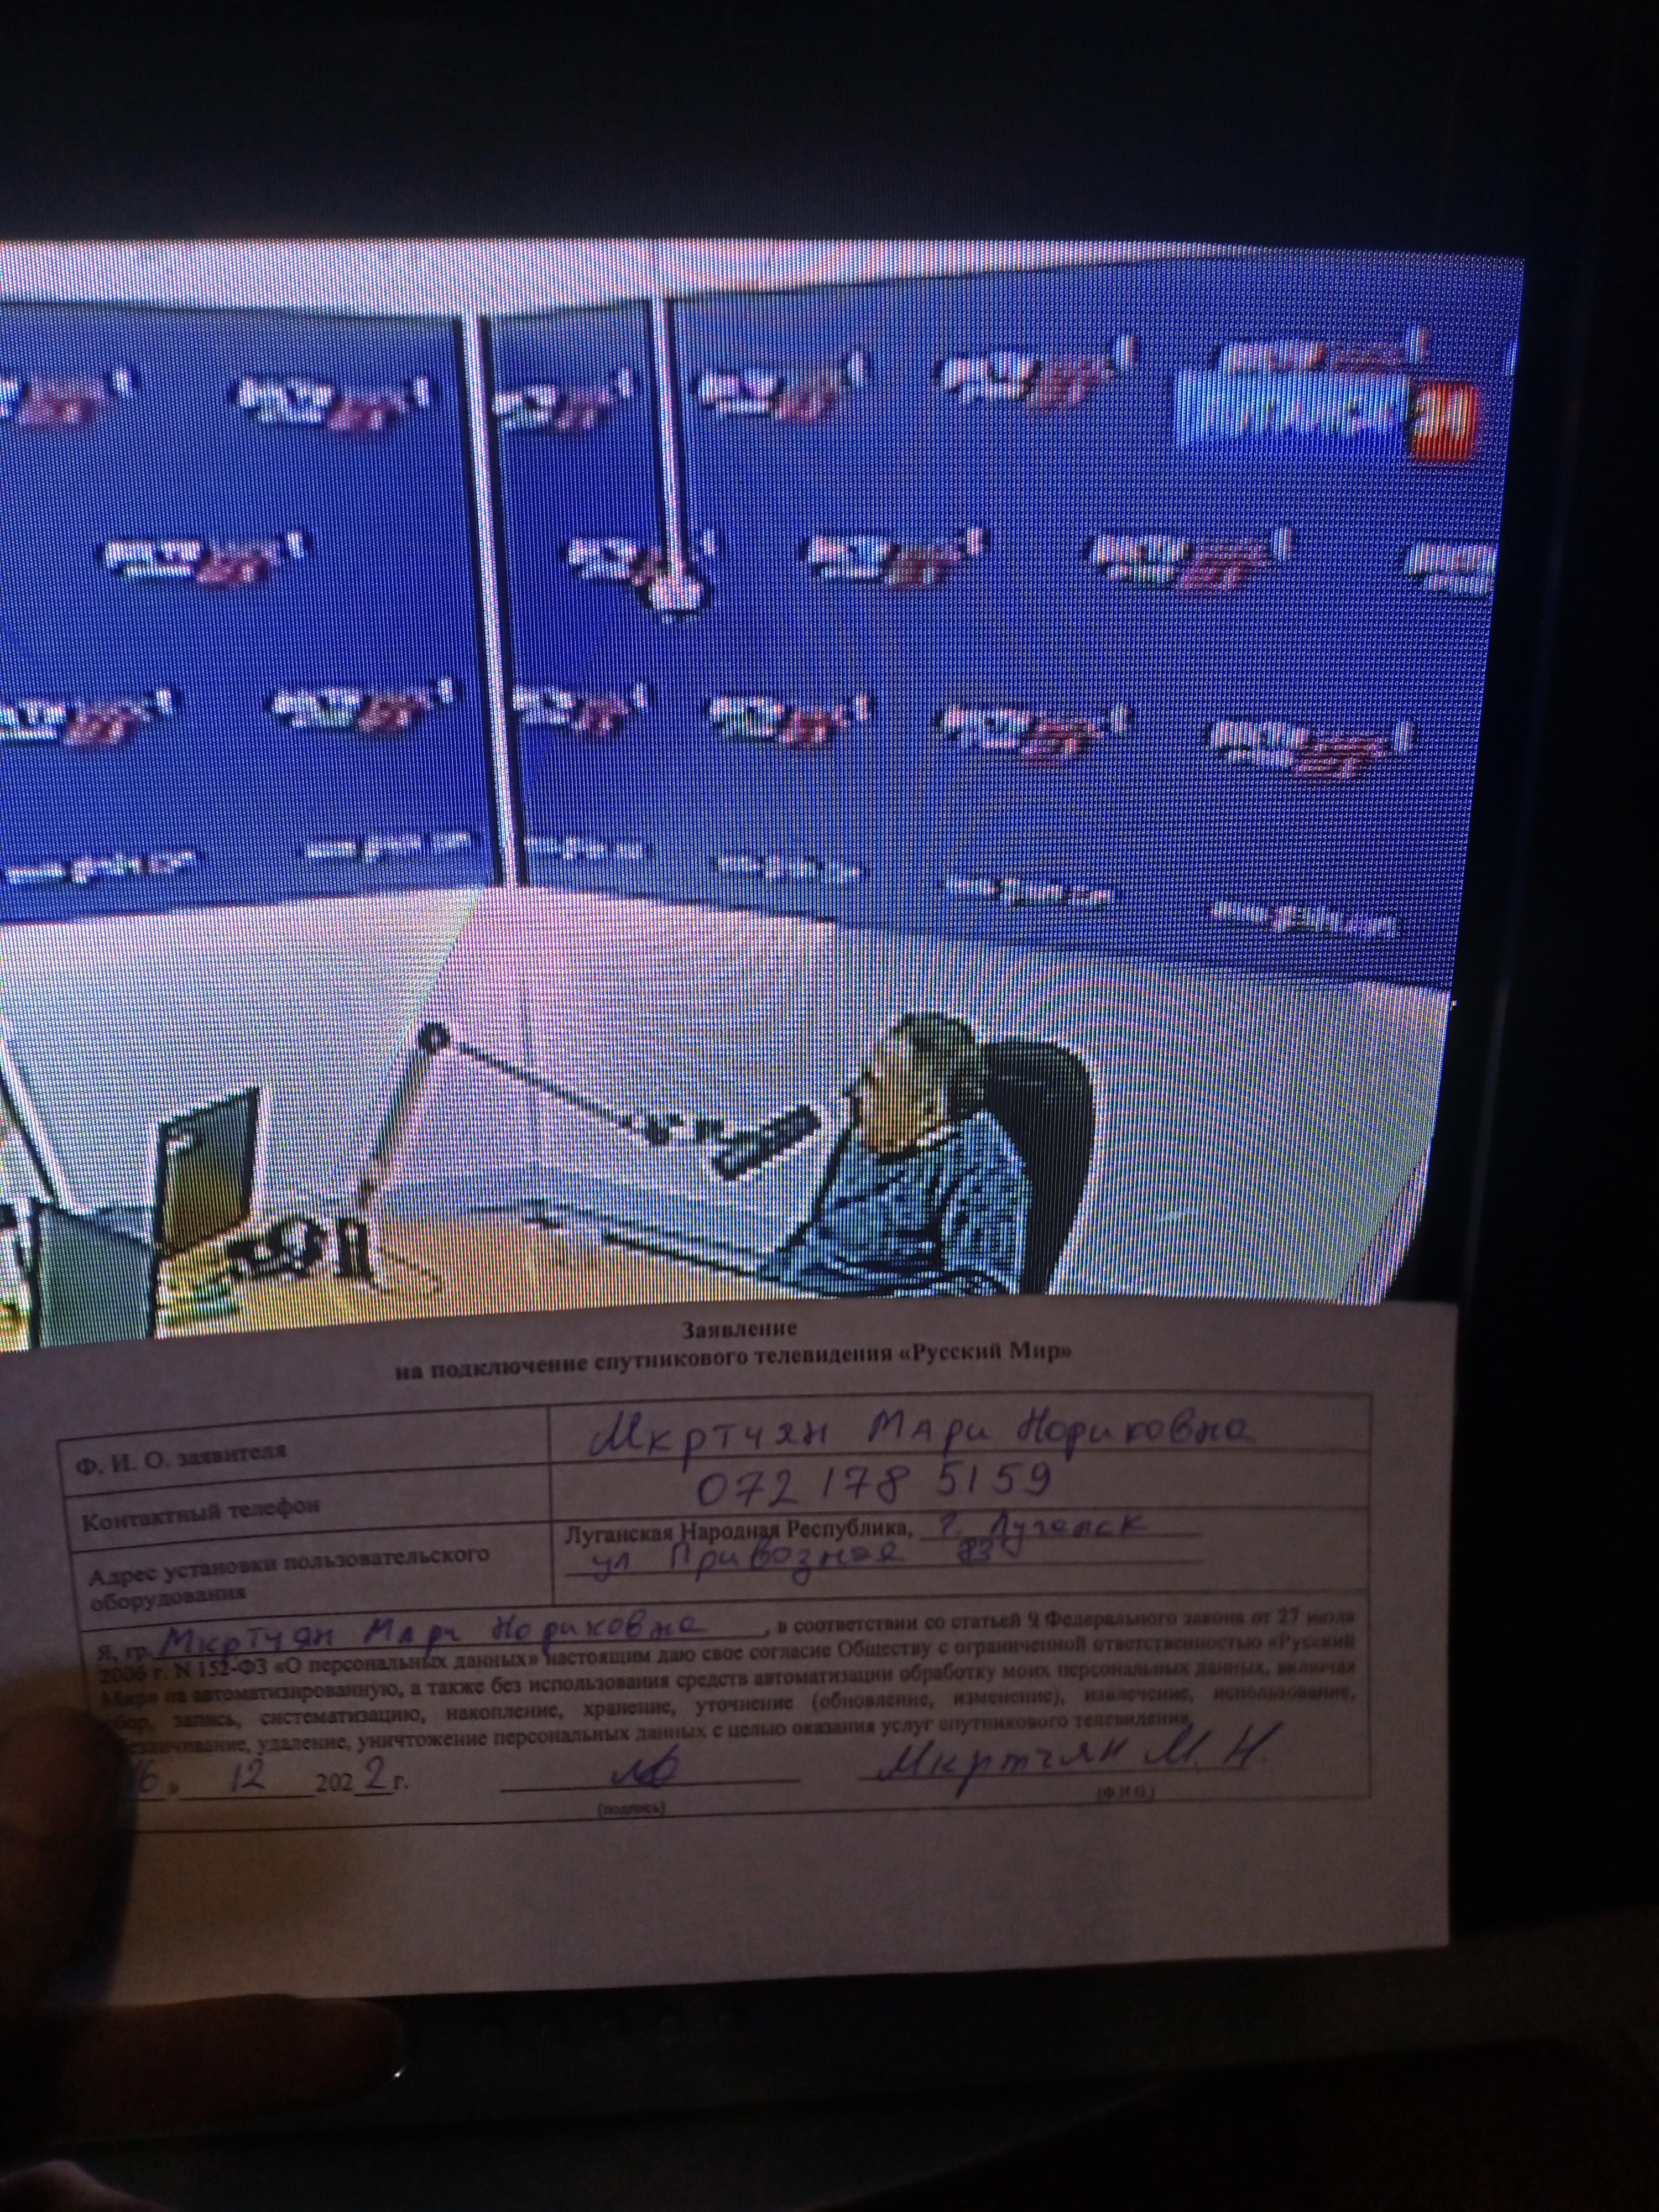 Заявление
на подключение спутникового телевидения «Русский Мир»
Ф. И. О. заявителя
Мкртчян Мари Нориковна
Контактный телефон
072 178 5159
Адрес установки пользовательского
оборудования
Луганская Народная Республика, г. Луганск
ул Привозная 83
Я, гр. Мкртчян Мари Нориковна, в соответствии со статьей 9 Федерального закона от 27 июля
2006 г. N 152-ФЗ «О персональных данных» настоящим даю свое согласие Обществу с ограниченной ответственностью «Русский
Мир» на автоматизированную, а также без использования средств автоматизации обработку моих персональных данных, включая
запись, систематизацию, накопление, хранение, уточнение (обновление, изменение), извлечение, использование,
удаление, уничтожение персональных данных с целью оказания услуг спутникового телевидения.
16 » 12 2022 г.
Мкртчян М. Н.
(подпись)
(Ф.И.О.)